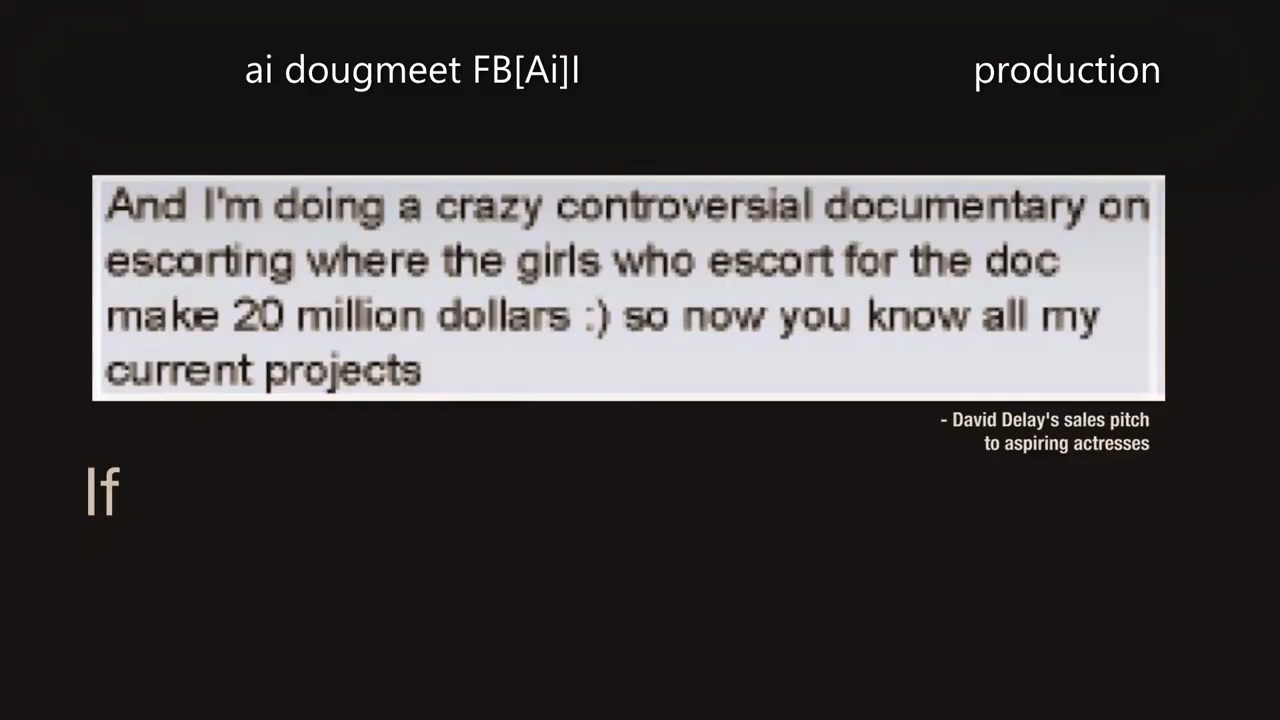 ai dougmeet FB[Ai]I production
And I'm doing a crazy controversial documentary on
escorting where the girls who escort for the doc
make 20 million dollars :) so now you know all my
current projects
- David Delay's sales pitch
to aspiring actresses
If